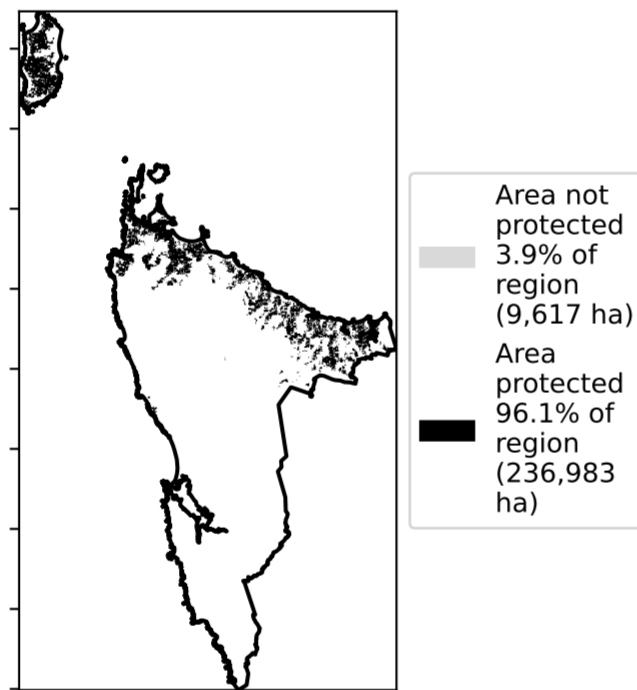 Area not
protected
3.9% of
region
(9,617 ha)
Area
protected
96.1% of
region
(236,983
ha)